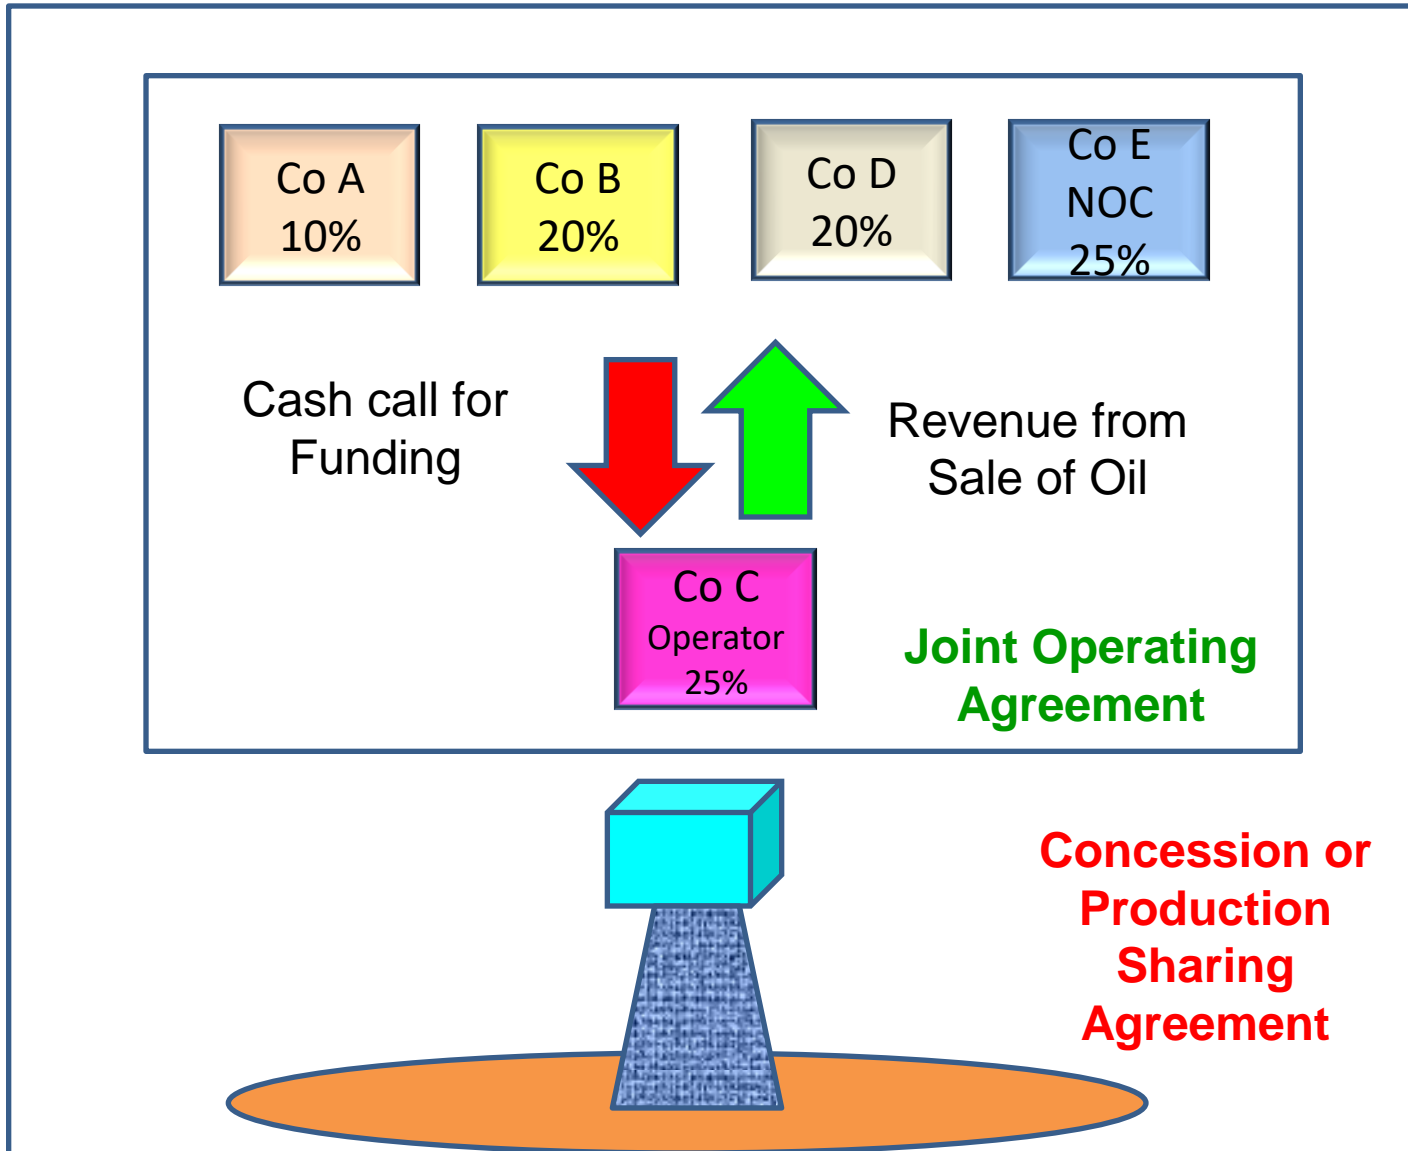 Co A
10%
Co B
20%
Co D
20%
Co E
NOC
25%
Cash call for
Funding
Revenue from
Sale of Oil
Co C
Operator
25%
Joint Operating
Agreement
Concession or
Production
Sharing
Agreement